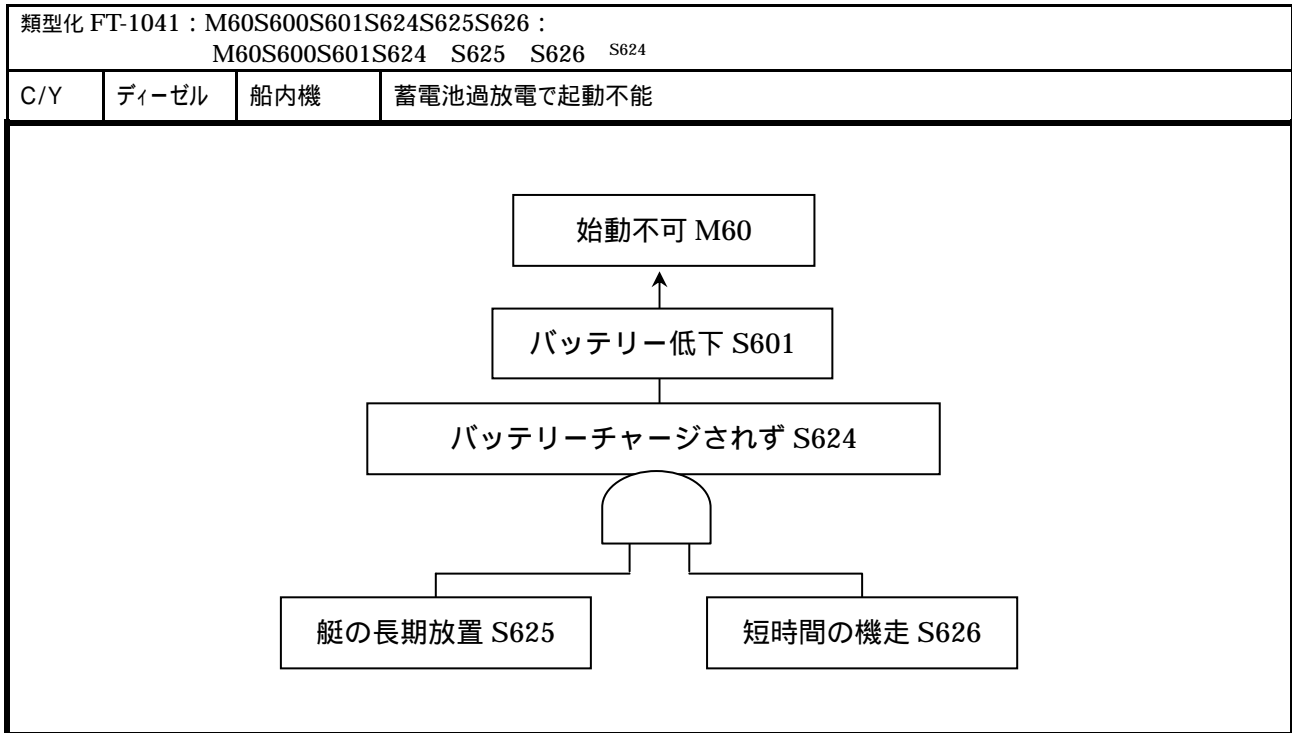 類型化 FT-1041：M60S600S601S624S625S626：
M60S600S601S624 S625 S626 S624
C/Y ディーゼル 船内機 蓄電池過放電で起動不能
始動不可 M60
バッテリー低下 S601
バッテリーチャージされず S624
艇の長期放置 S625 短時間の機走 S626